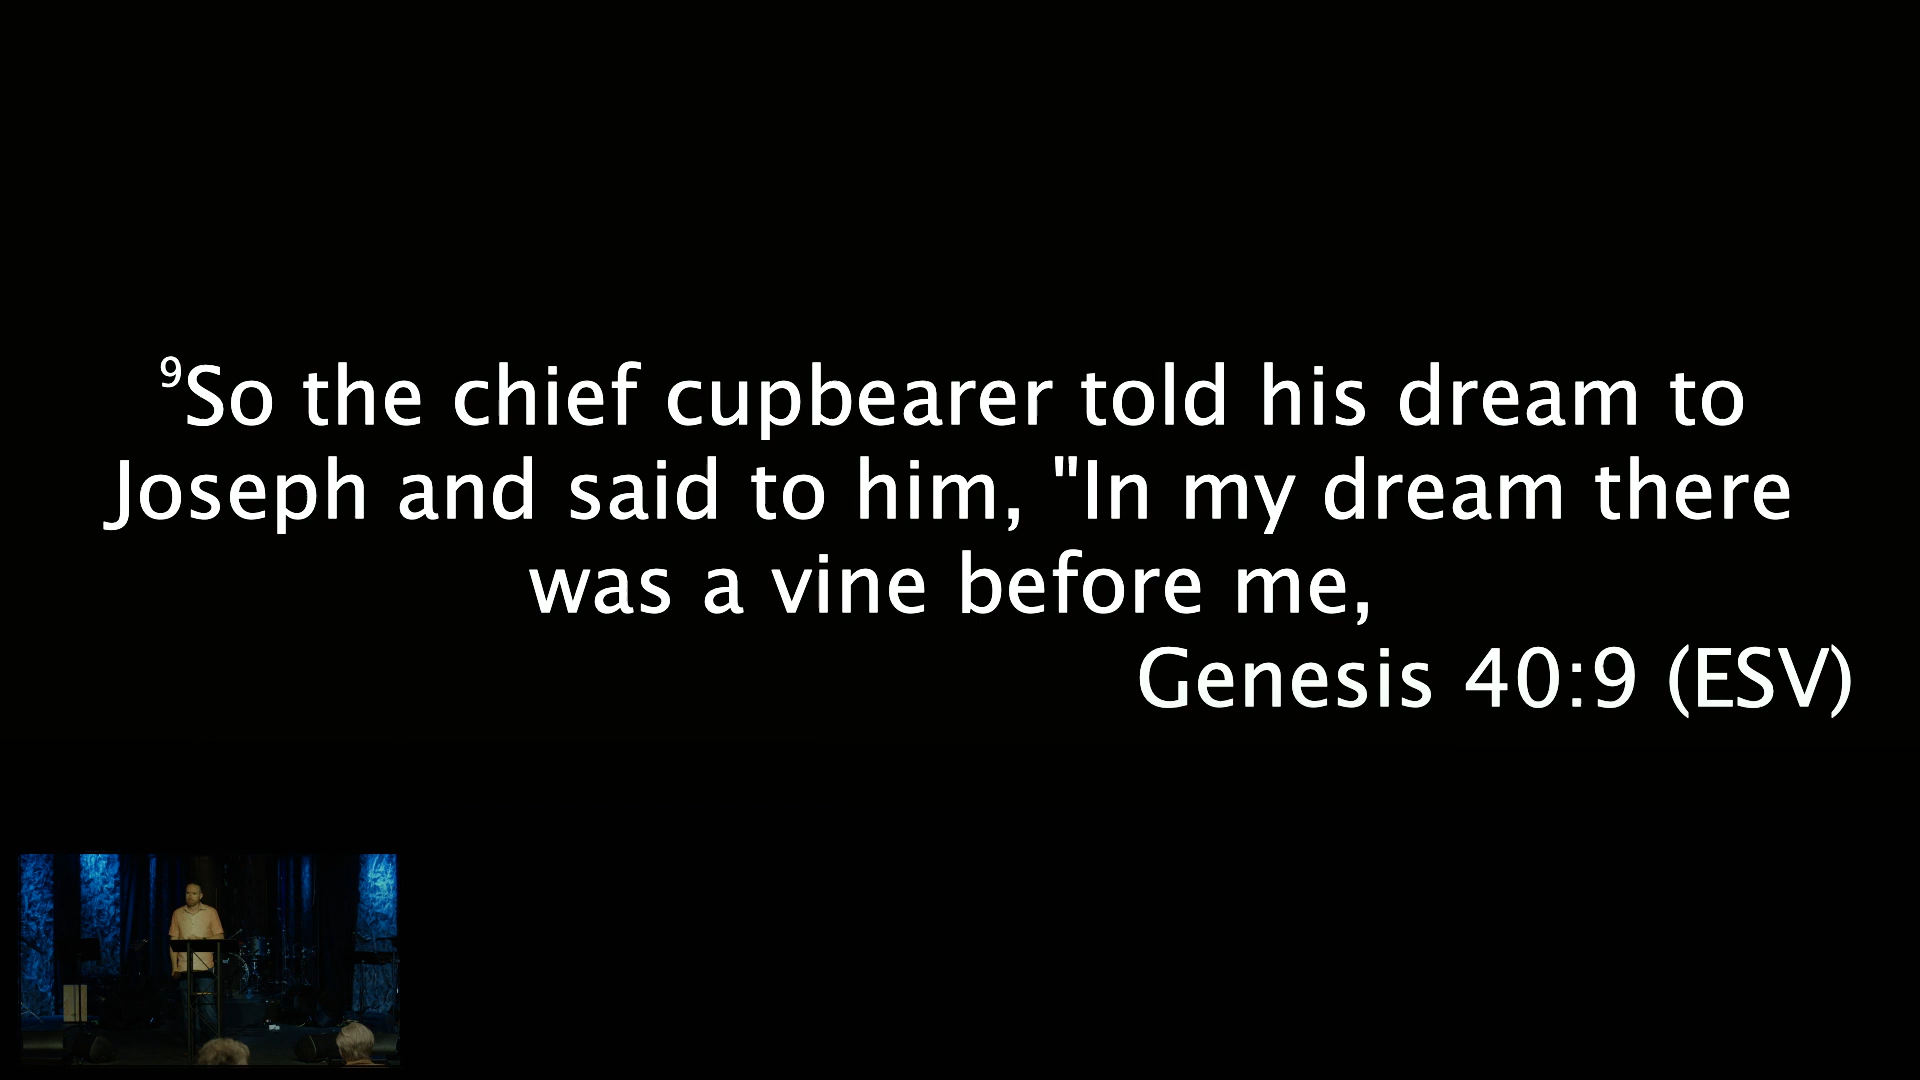 ⁹So the chief cupbearer told his dream to
Joseph and said to him, "In my dream there
was a vine before me,
Genesis 40:9 (ESV)